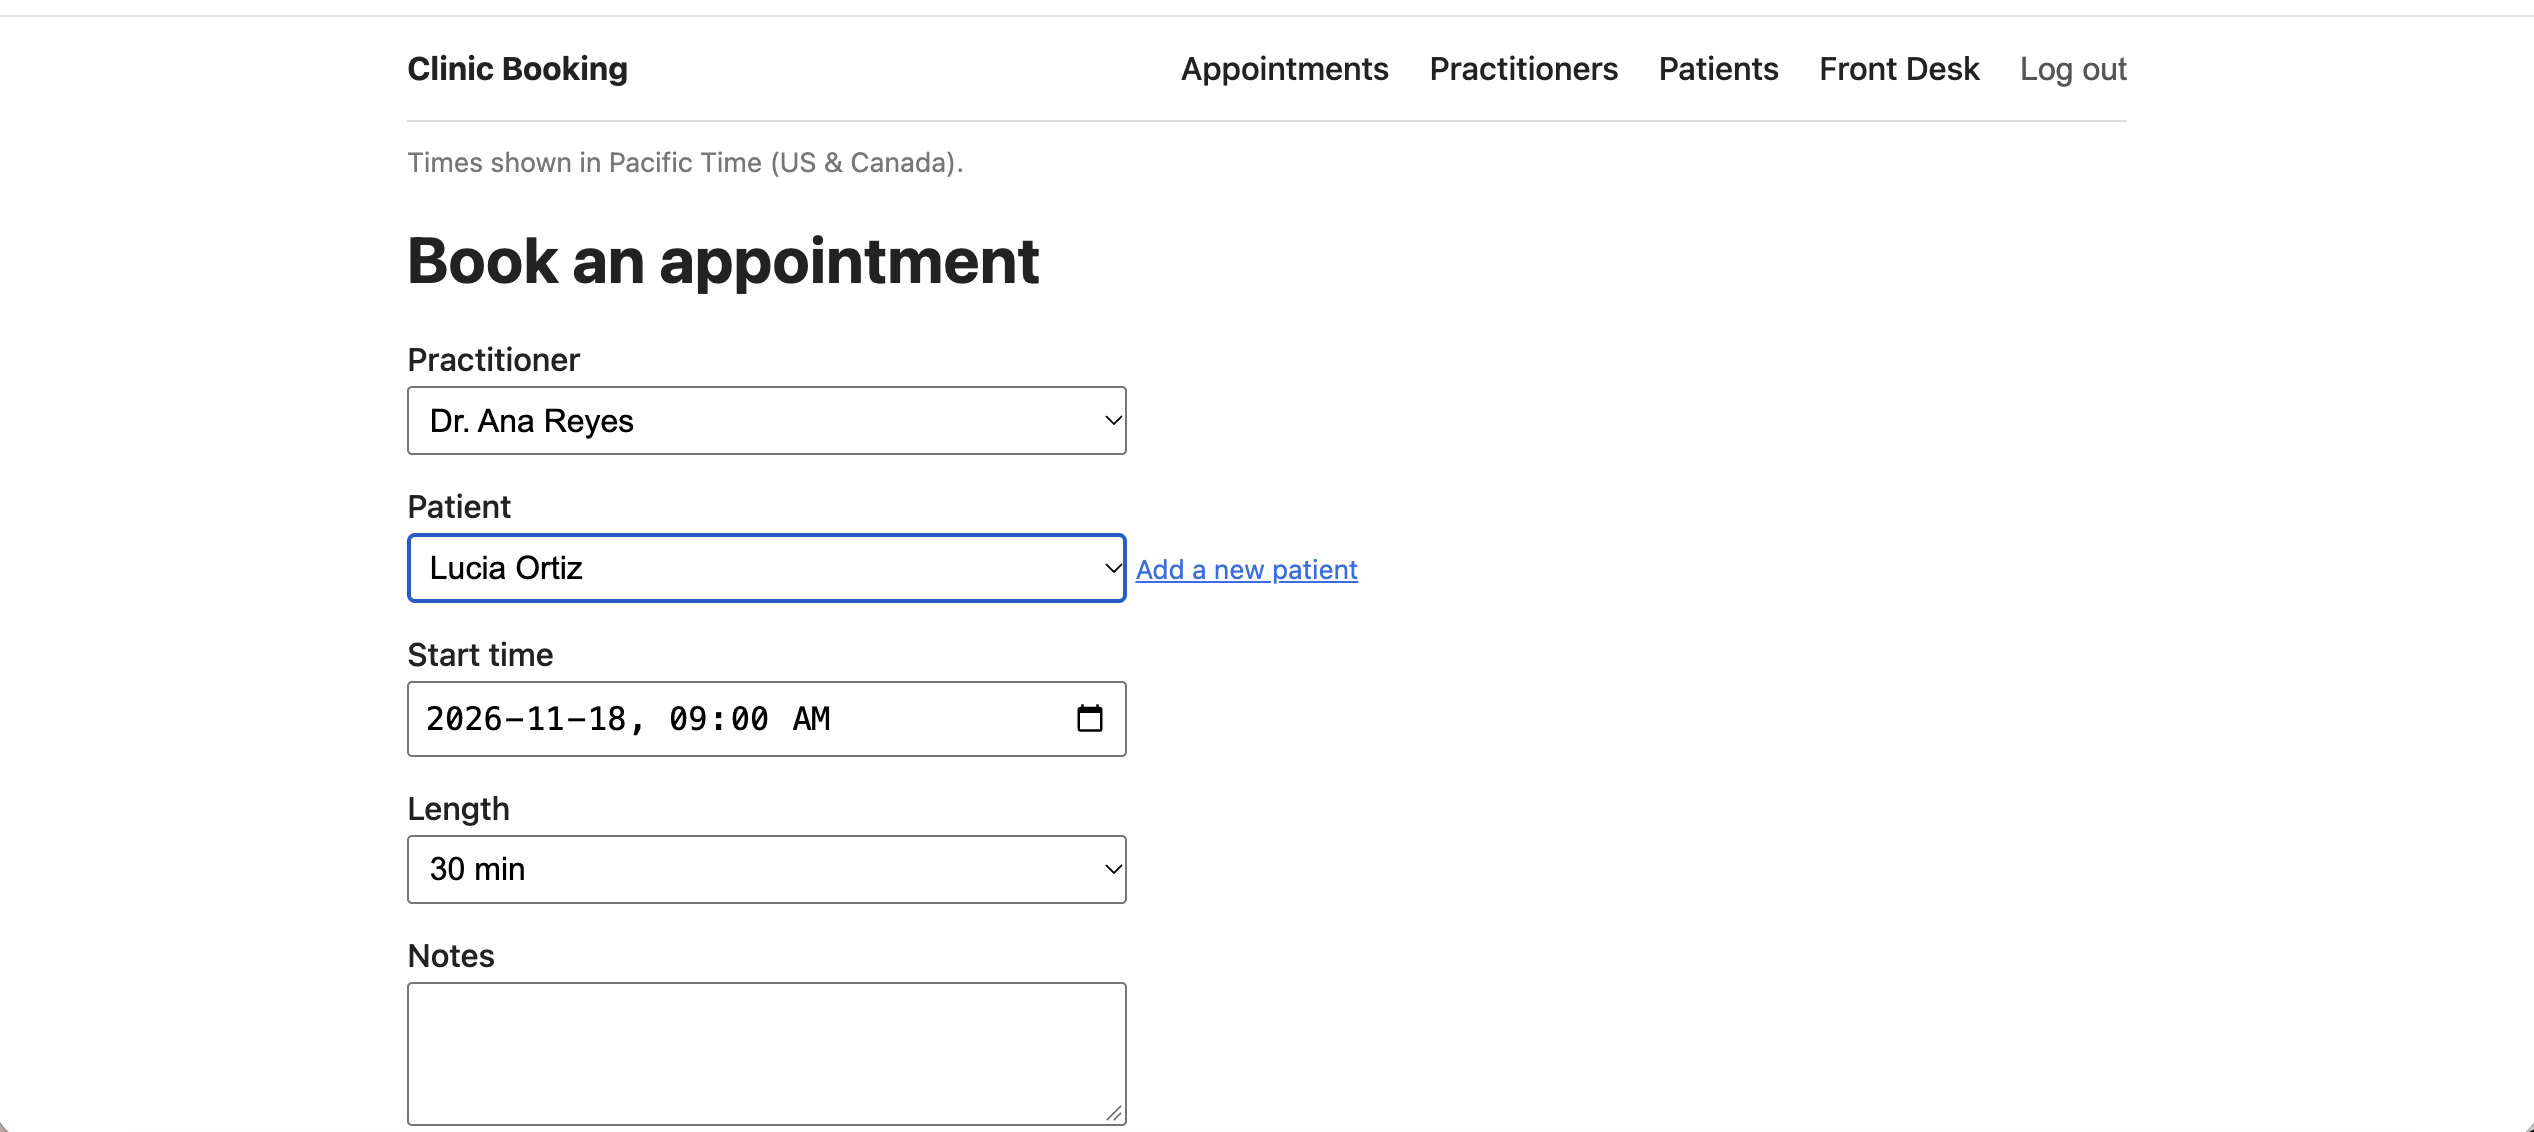 Clinic Booking Appointments Practitioners Patients Front Desk Log out
Times shown in Pacific Time (US & Canada).
Book an appointment
Practitioner
Dr. Ana Reyes
Patient
Lucia Ortiz Add a new patient
Start time
2026-11-18, 09:00 AM
Length
30 min
Notes